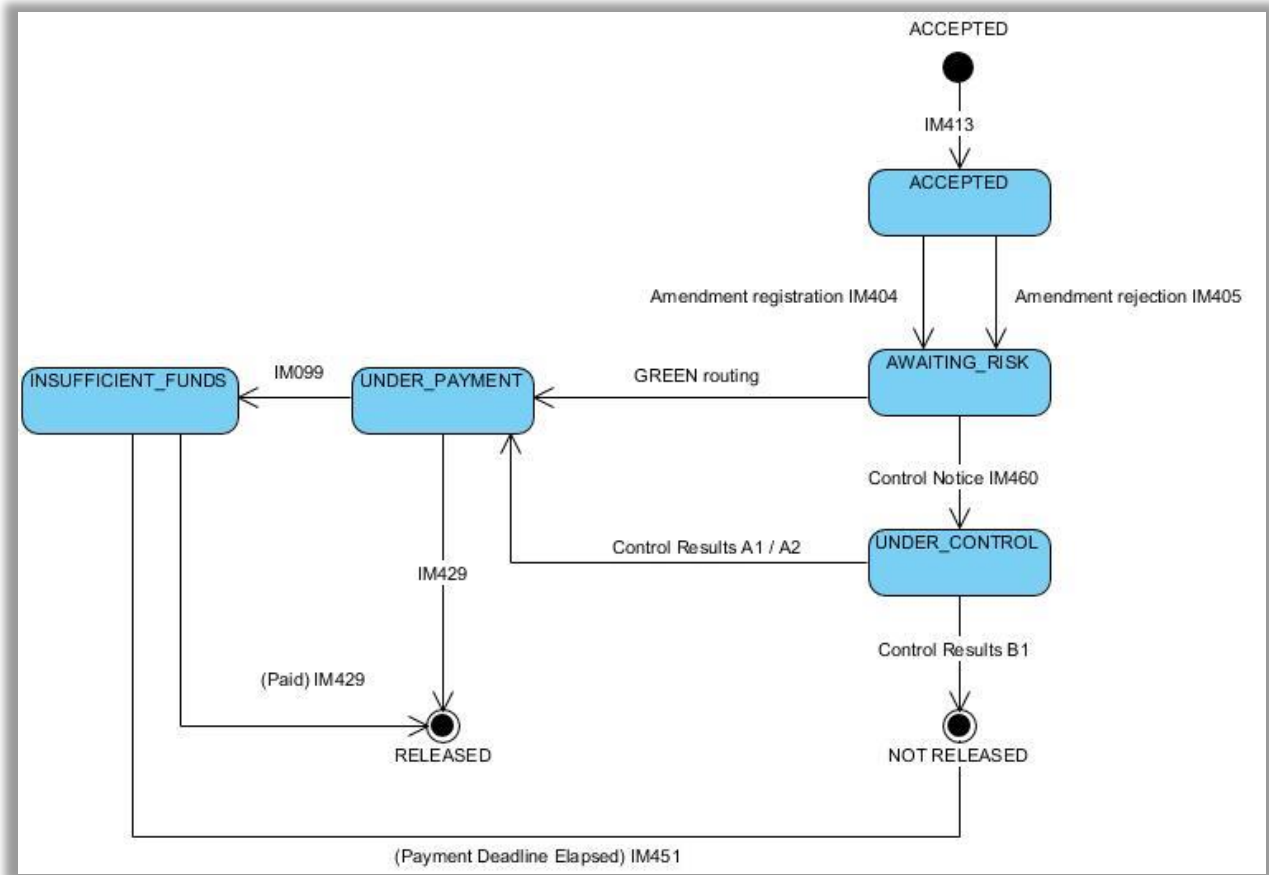 ACCEPTED
IM413
ACCEPTED
Amendment registration IM404
Amendment rejection IM405
AWAITING_RISK
INSUFFICIENT_FUNDS
IM099
UNDER_PAYMENT
GREEN routing
Control Notice IM460
UNDER_CONTROL
Control Results A1 / A2
IM429
Control Results B1
(Paid) IM429
RELEASED
NOT RELEASED
(Payment Deadline Elapsed) IM451